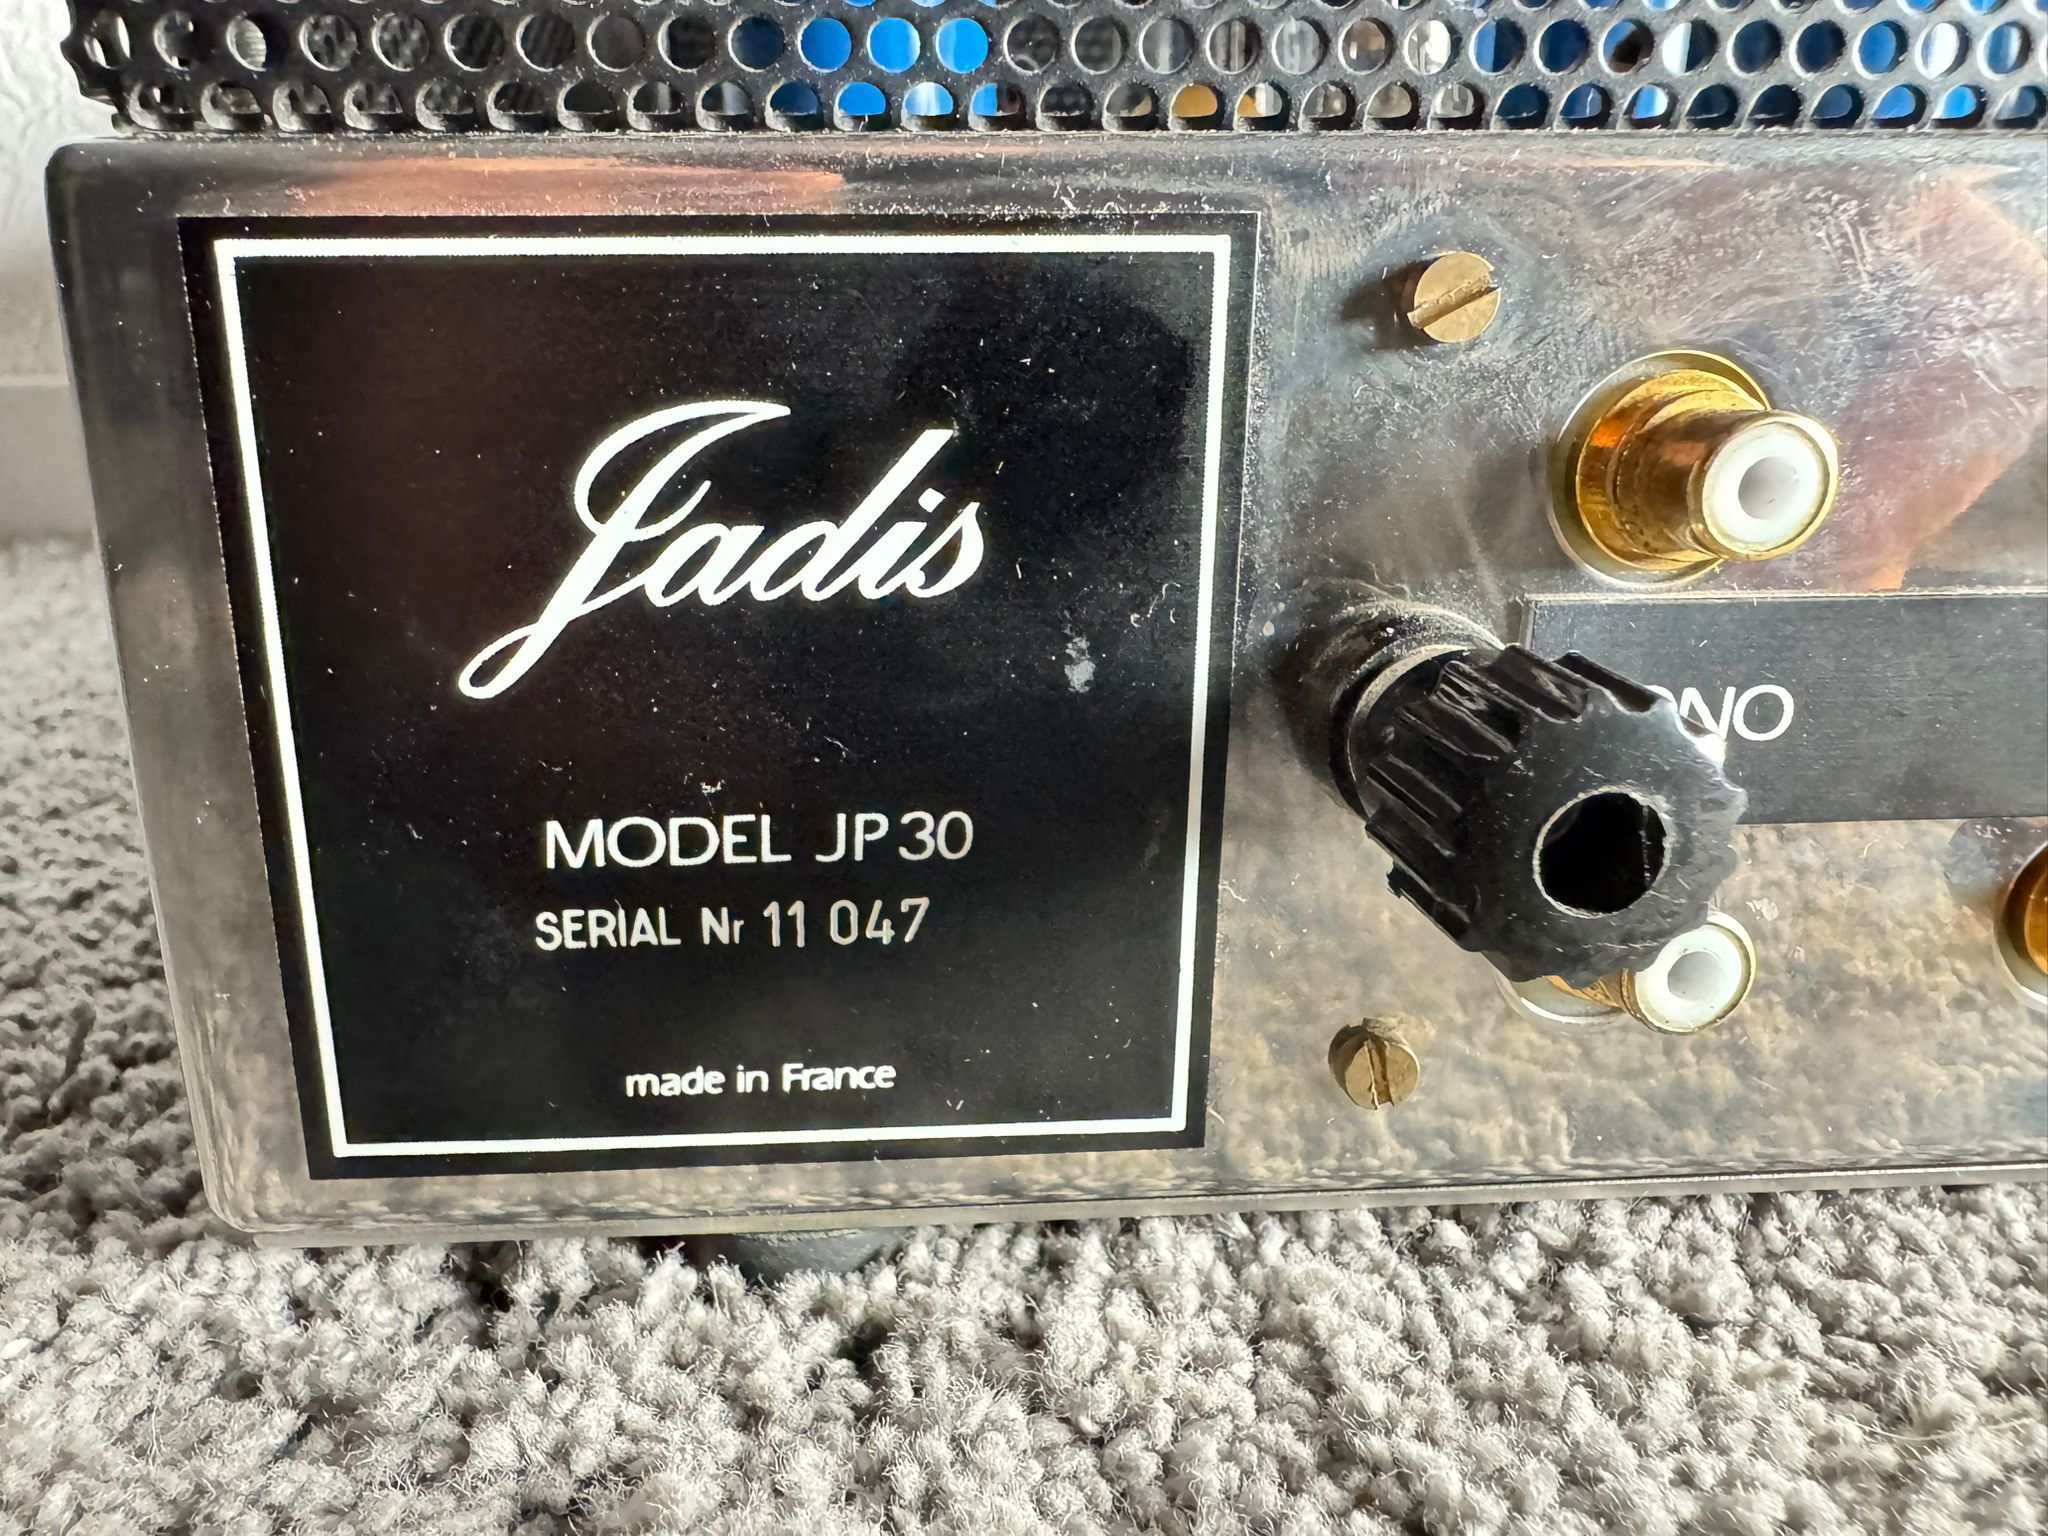 Jadis
MODEL JP30
SERIAL Nr 11 047
made in France